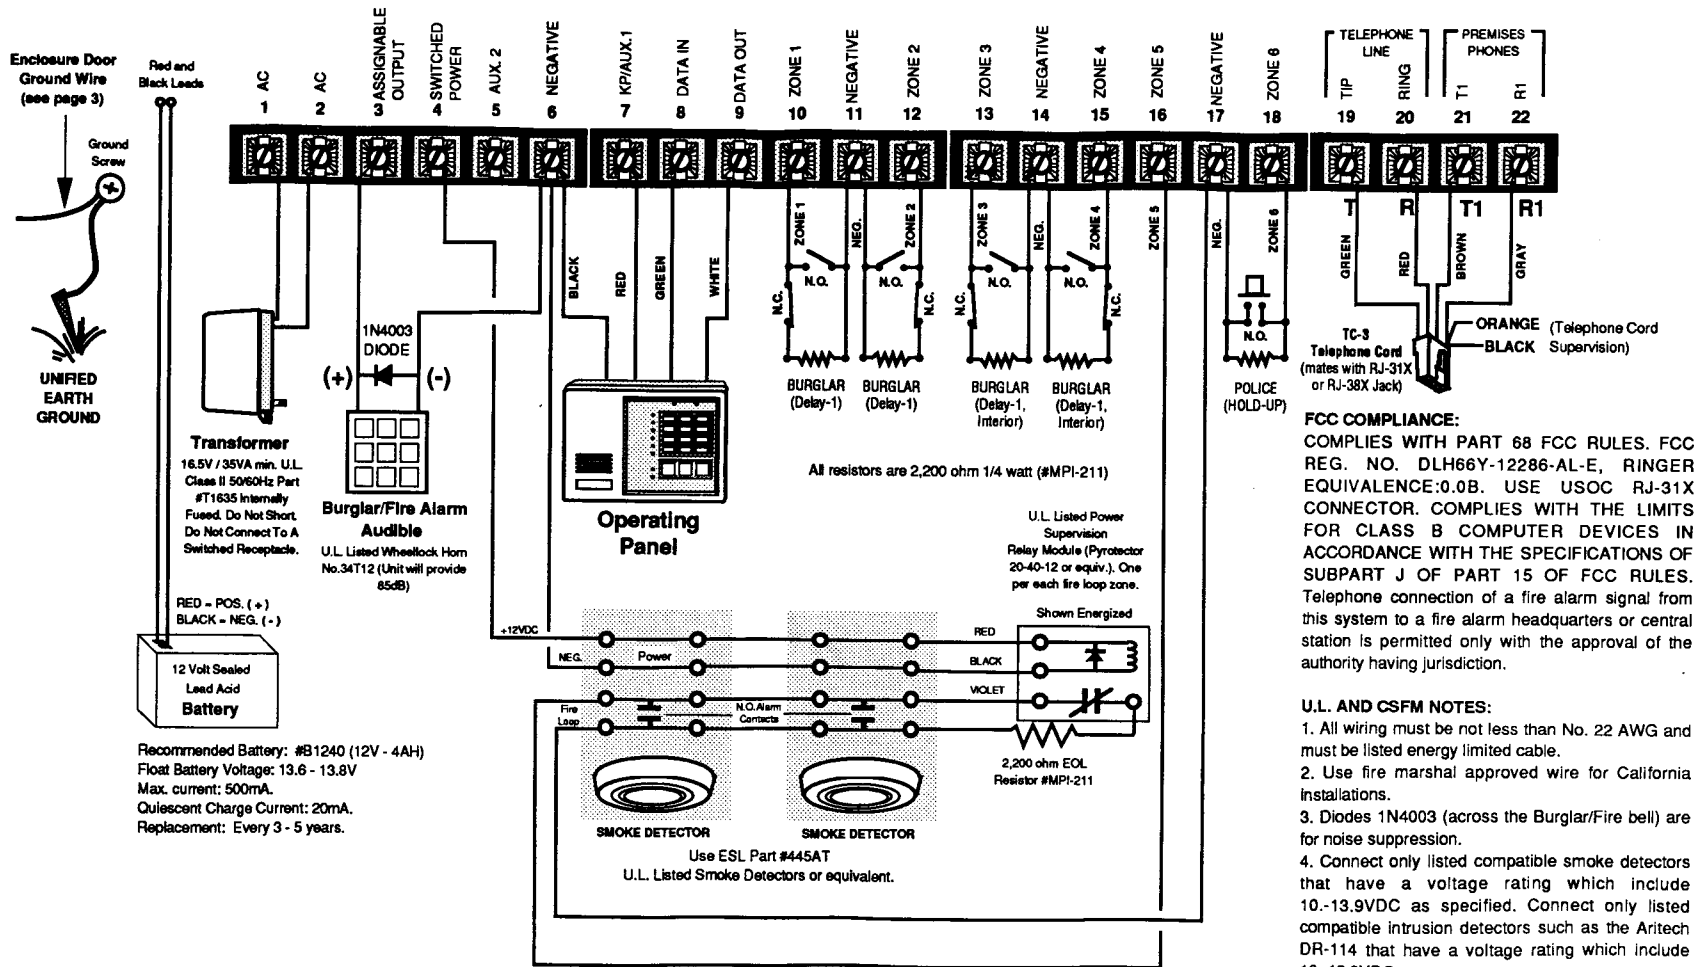 Enclosure Door
Ground Wire
(see page 3)
Ground
Screw
UNIFIED
EARTH
GROUND
Red and
Black Leads
AC
1
AC
2
ASSIGNABLE
OUTPUT
3
SWITCHED
POWER
4
AUX. 2
5
NEGATIVE
6
KP/AUX.1
7
DATA IN
8
DATA OUT
9
ZONE 1
10
NEGATIVE
11
ZONE 2
12
ZONE 3
13
NEGATIVE
14
ZONE 4
15
ZONE 5
16
NEGATIVE
17
ZONE 6
18
TELEPHONE
LINE
TIP
19
RING
20
PREMISES
PHONES
T1
21
R1
22
T
R
T1
R1
BLACK
RED
GREEN
WHITE
ZONE 1
NEG.
ZONE 2
ZONE 3
NEG.
ZONE 4
ZONE 5
NEG.
ZONE 6
GREEN
RED
BROWN
GRAY
N.O.
N.O.
N.O.
N.O.
N.C.
N.C.
N.C.
N.C.
N.O.
1N4003
DIODE
(+)
(-)
BURGLAR
(Delay-1)
BURGLAR
(Delay-1)
BURGLAR
(Delay-1,
Interior)
BURGLAR
(Delay-1,
Interior)
POLICE
(HOLD-UP)
TC-3
Telephone Cord
(mates with RJ-31X
or RJ-38X Jack)
ORANGE
BLACK
(Telephone Cord
Supervision)
Transformer
16.5V / 35VA min. U.L.
Class II 50/60Hz Part
#T1635 Internally
Fused. Do Not Short.
Do Not Connect To A
Switched Receptacle.
Burglar/Fire Alarm
Audible
U.L. Listed Wheellock Horn
No.34T12 (Unit will provide
85dB)
Operating
Panel
All resistors are 2,200 ohm 1/4 watt (#MPI-211)
U.L. Listed Power
Supervision
Relay Module (Pyrotector
20-40-12 or equiv.). One
per each fire loop zone.
Shown Energized
RED = POS. (+)
BLACK = NEG. (-)
12 Volt Sealed
Lead Acid
Battery
Recommended Battery: #B1240 (12V - 4AH)
Float Battery Voltage: 13.6 - 13.8V
Max. current: 500mA.
Quiescent Charge Current: 20mA.
Replacement: Every 3 - 5 years.
+12VDC
NEG.
Power
Fire
Loop
N.O. Alarm
Contacts
RED
BLACK
VIOLET
2,200 ohm EOL
Resistor #MPI-211
SMOKE DETECTOR
SMOKE DETECTOR
Use ESL Part #445AT
U.L. Listed Smoke Detectors or equivalent.
FCC COMPLIANCE:
COMPLIES WITH PART 68 FCC RULES. FCC
REG. NO. DLH66Y-12286-AL-E, RINGER
EQUIVALENCE:0.0B. USE USOC RJ-31X
CONNECTOR. COMPLIES WITH THE LIMITS
FOR CLASS B COMPUTER DEVICES IN
ACCORDANCE WITH THE SPECIFICATIONS OF
SUBPART J OF PART 15 OF FCC RULES.
Telephone connection of a fire alarm signal from
this system to a fire alarm headquarters or central
station is permitted only with the approval of the
authority having jurisdiction.
U.L. AND CSFM NOTES:
1. All wiring must be not less than No. 22 AWG and
must be listed energy limited cable.
2. Use fire marshal approved wire for California
installations.
3. Diodes 1N4003 (across the Burglar/Fire bell) are
for noise suppression.
4. Connect only listed compatible smoke detectors
that have a voltage rating which include
10.-13.9VDC as specified. Connect only listed
compatible intrusion detectors such as the Aritech
DR-114 that have a voltage rating which include